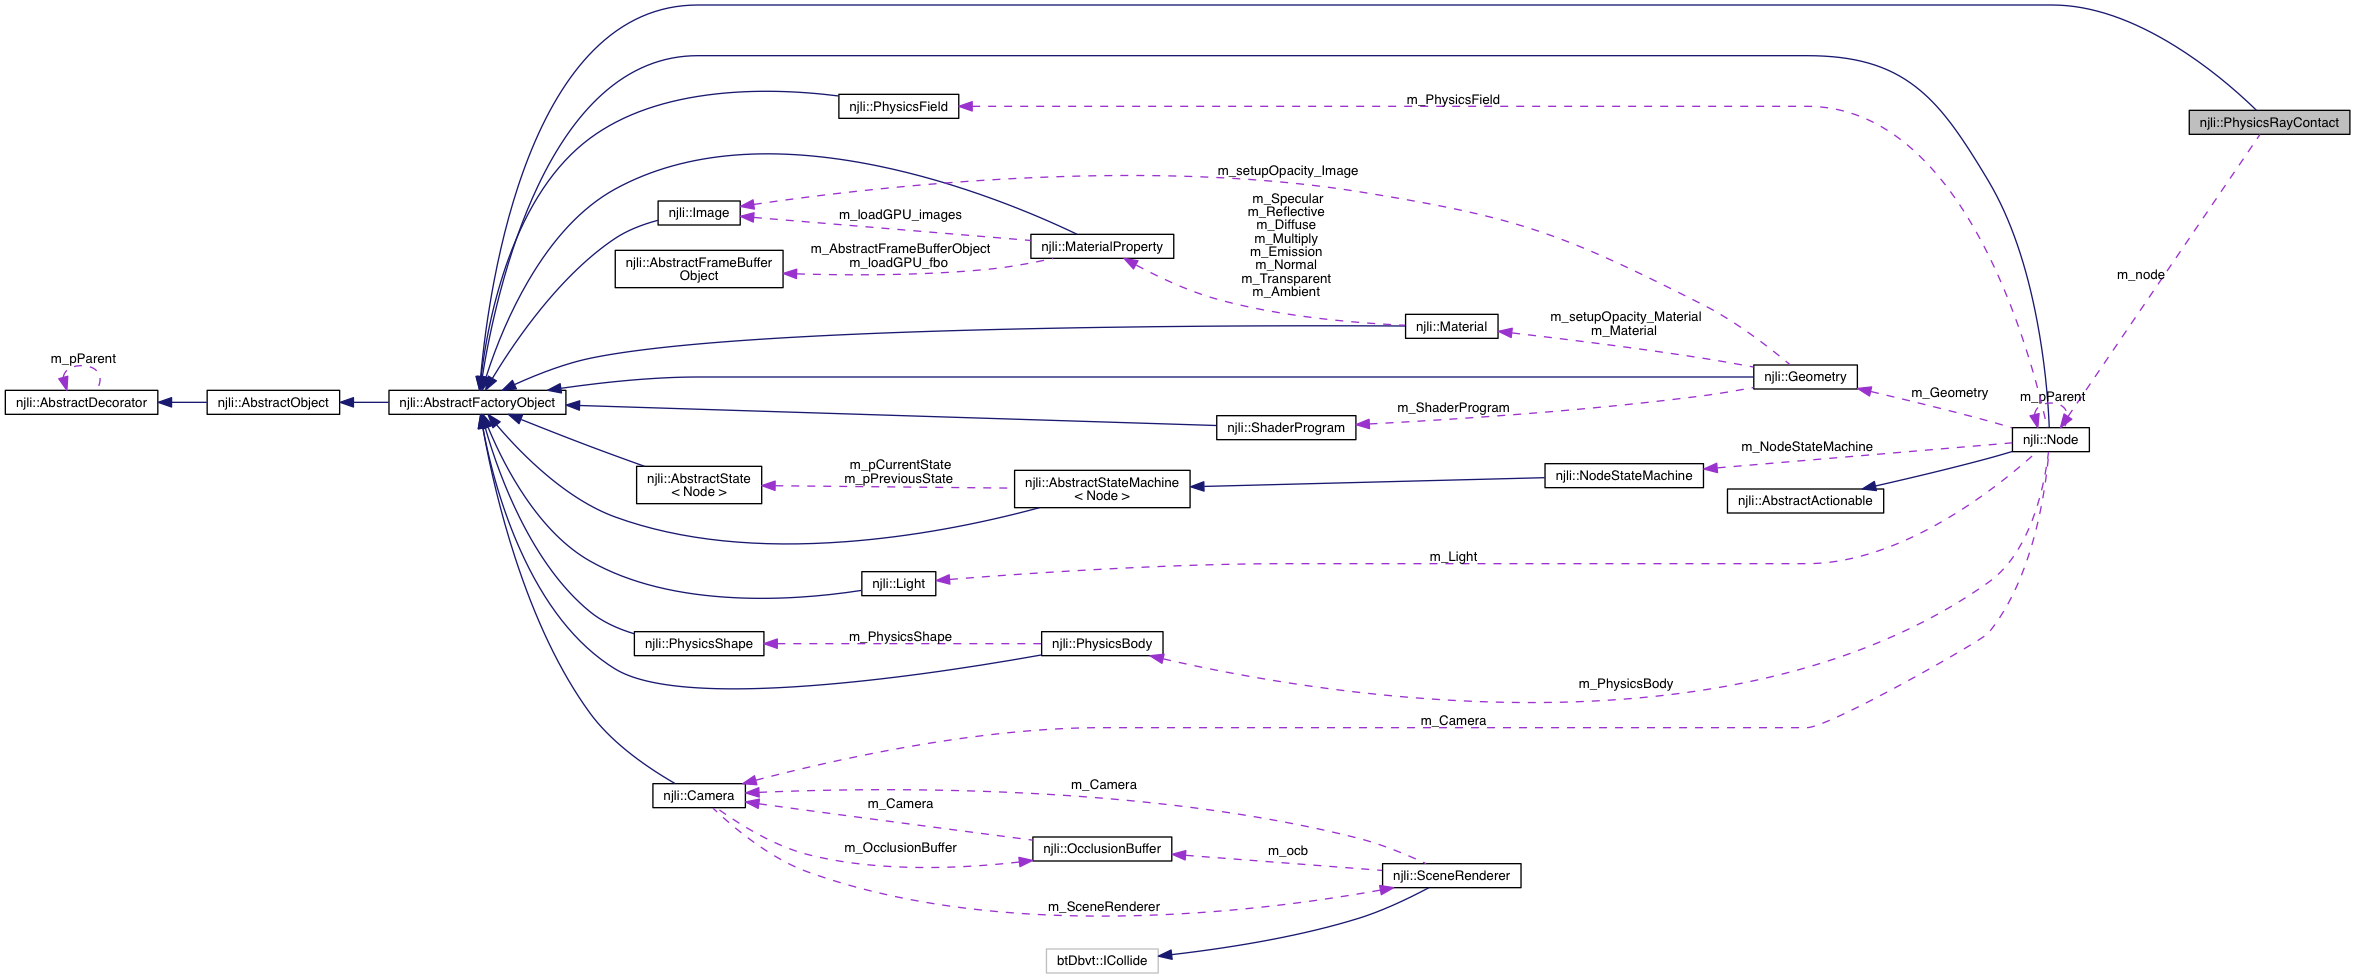 m_PhysicsField
njli::PhysicsField
njli::PhysicsRayContact
m_setupOpacity_Image
m_Specular
m_Reflective
m_Diffuse
m_Multiply
m_Emission
m_Normal
m_Transparent
m_Ambient
njli::Image
m_loadGPU_images
njli::MaterialProperty
m_AbstractFrameBufferObject
m_loadGPU_fbo
njli::AbstractFrameBuffer
Object
m_node
m_setupOpacity_Material
m_Material
njli::Material
m_pParent
njli::Geometry
m_Geometry
m_pParent
njli::AbstractDecorator
njli::AbstractObject
njli::AbstractFactoryObject
m_ShaderProgram
njli::ShaderProgram
njli::Node
m_NodeStateMachine
m_pCurrentState
m_pPreviousState
njli::AbstractState
< Node >
njli::AbstractStateMachine
< Node >
njli::NodeStateMachine
njli::AbstractActionable
m_Light
njli::Light
m_PhysicsShape
njli::PhysicsShape
njli::PhysicsBody
m_PhysicsBody
m_Camera
m_Camera
njli::Camera
m_Camera
m_OcclusionBuffer
njli::OcclusionBuffer
m_ocb
njli::SceneRenderer
m_SceneRenderer
btDbvt::ICollide